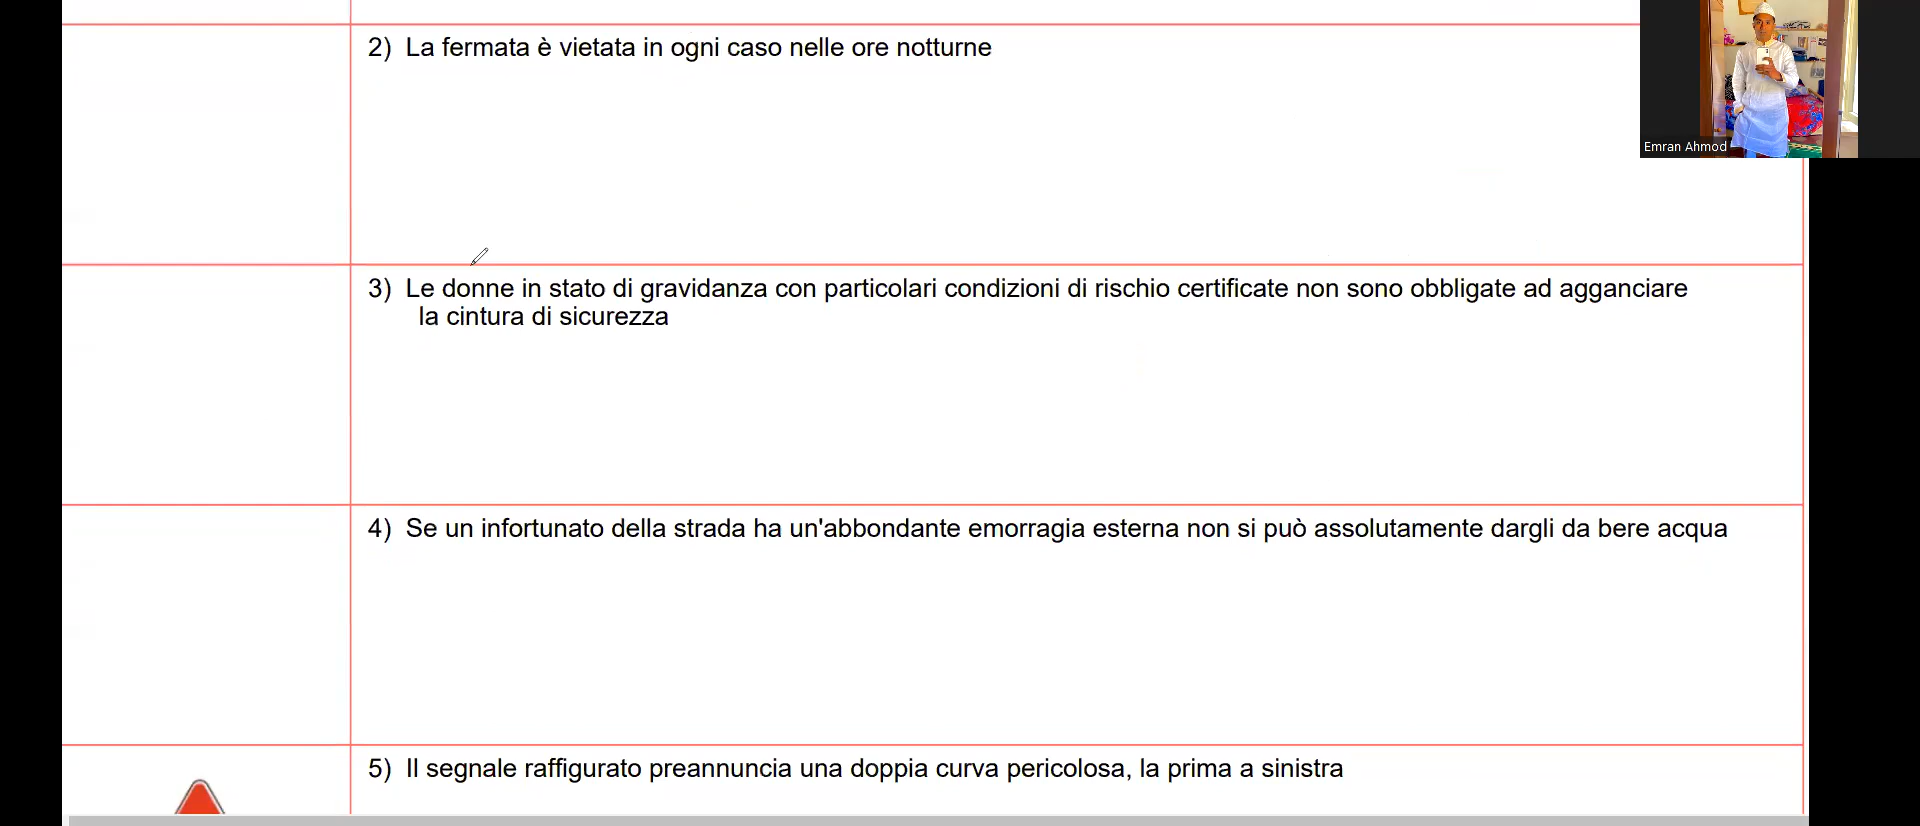 2) La fermata è vietata in ogni caso nelle ore notturne
Emran Ahmod
3) Le donne in stato di gravidanza con particolari condizioni di rischio certificate non sono obbligate ad agganciare
la cintura di sicurezza
4) Se un infortunato della strada ha un'abbondante emorragia esterna non si può assolutamente dargli da bere acqua
5) Il segnale raffigurato preannuncia una doppia curva pericolosa, la prima a sinistra